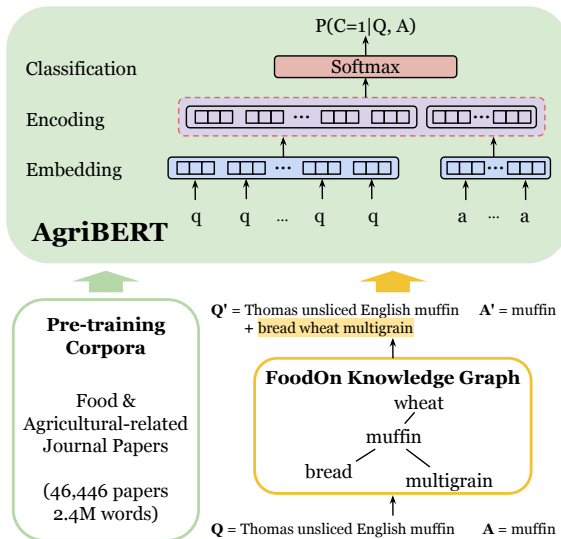 P(C=1|Q, A)
Classification
Softmax
Encoding
...
...
Embedding
...
...
q q ... q q a ... a
AgriBERT
Pre-training
Corpora
Food &
Agricultural-related
Journal Papers
(46,446 papers
2.4M words)
Q' = Thomas unsliced English muffin A' = muffin
+ bread wheat multigrain
FoodOn Knowledge Graph
wheat
muffin
bread
multigrain
Q = Thomas unsliced English muffin A = muffin